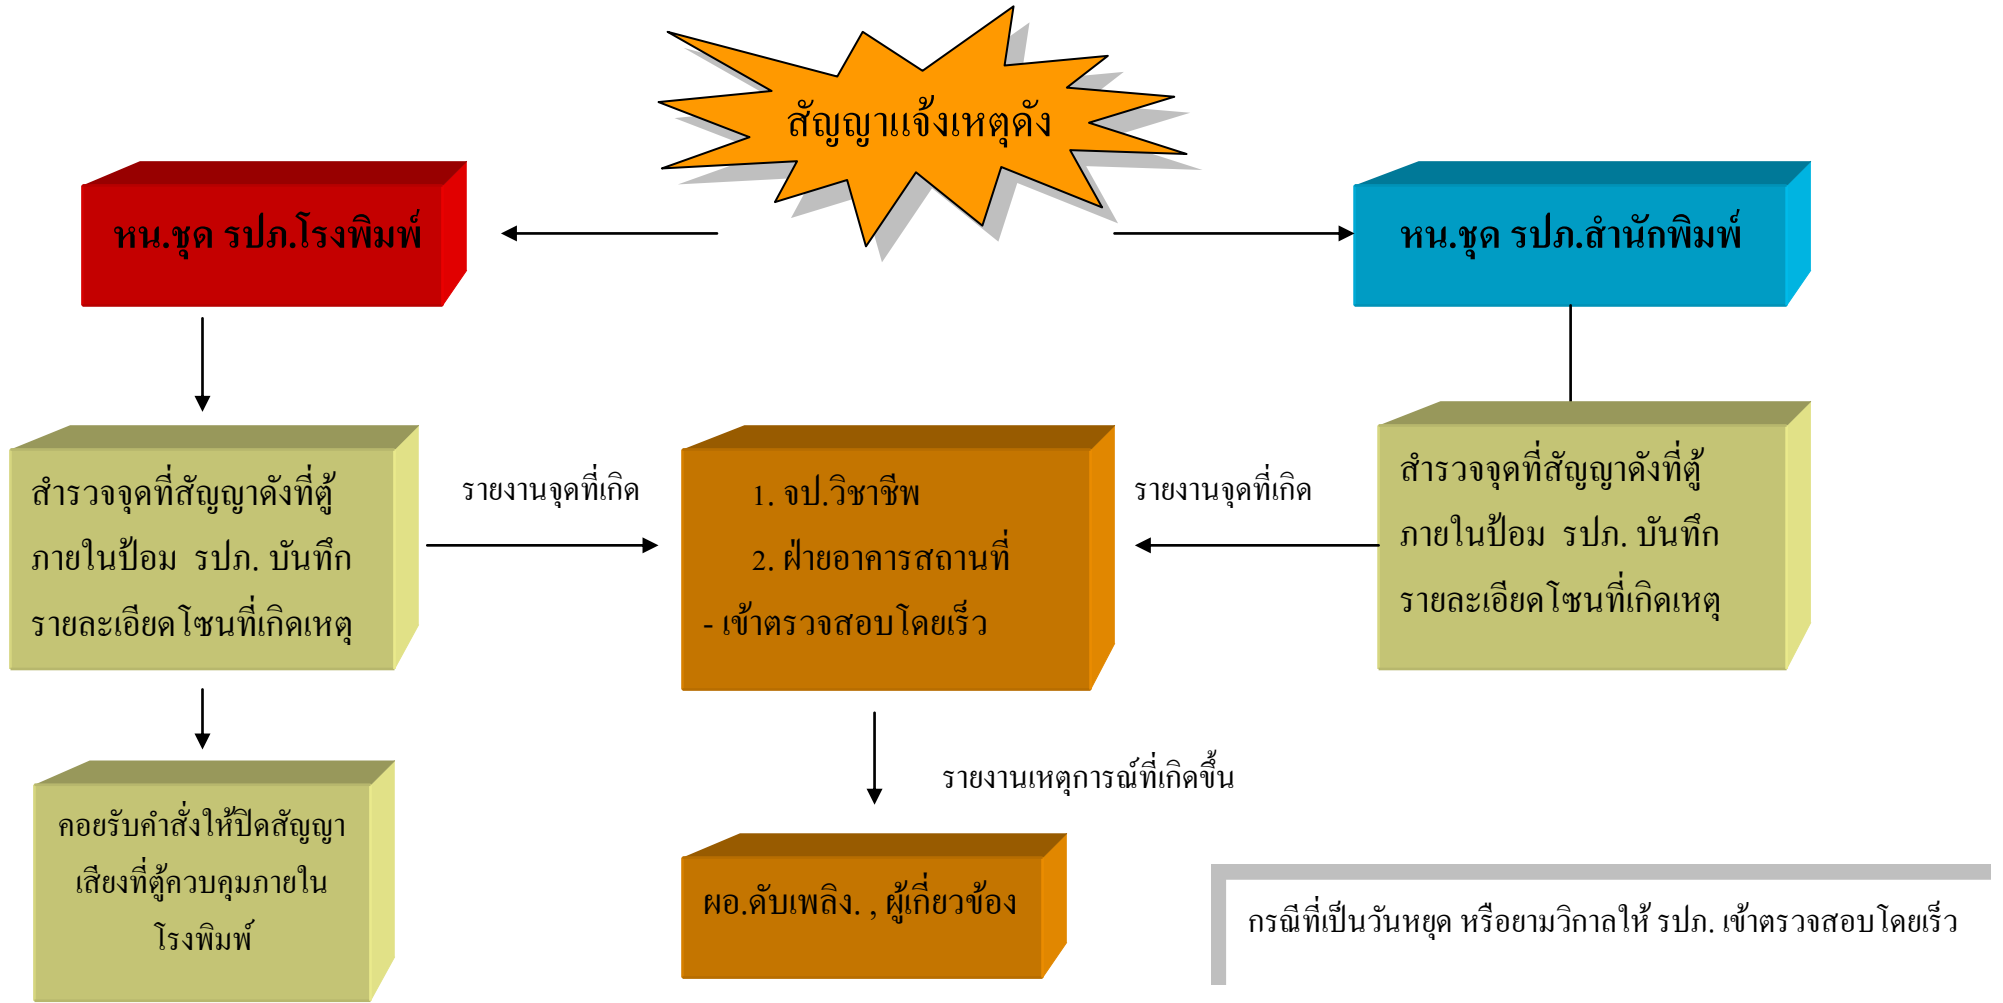 สัญญาแจ้งเหตุดัง
หน.ชุด รปภ.โรงพิมพ์
หน.ชุด รปภ.สำนักพิมพ์
สำรวจจุดที่สัญญาดังที่ตู้
ภายในป้อม รปภ. บันทึก
รายละเอียดโซนที่เกิดเหตุ
รายงานจุดที่เกิด
1. จป.วิชาชีพ
2. ฝ่ายอาคารสถานที่
- เข้าตรวจสอบโดยเร็ว
รายงานจุดที่เกิด
สำรวจจุดที่สัญญาดังที่ตู้
ภายในป้อม รปภ. บันทึก
รายละเอียดโซนที่เกิดเหตุ
รายงานเหตุการณ์ที่เกิดขึ้น
คอยรับคำสั่งให้ปิดสัญญา
เสียงที่ตู้ควบคุมภายใน
โรงพิมพ์
ผอ.ดับเพลิง. , ผู้เกี่ยวข้อง
กรณีที่เป็นวันหยุด หรือยามวิกาลให้ รปภ. เข้าตรวจสอบโดยเร็ว